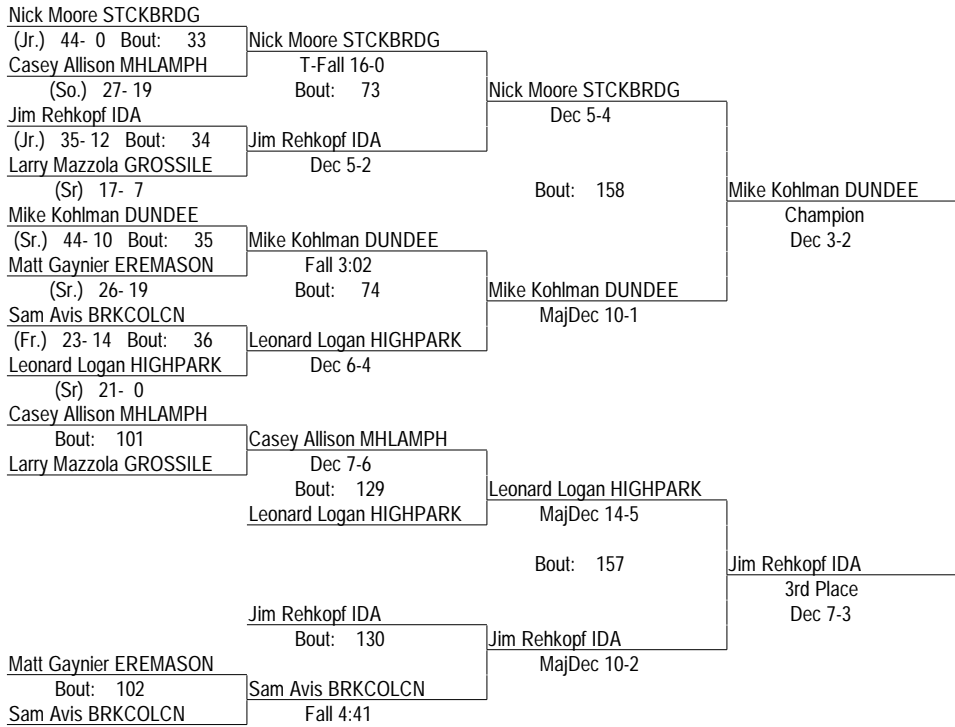 Nick Moore STCKBRDG
(Jr.) 44- 0 Bout: 33 Nick Moore STCKBRDG
Casey Allison MHLAMPH T-Fall 16-0
(So.) 27- 19 Bout: 73 Nick Moore STCKBRDG
Jim Rehkopf IDA Dec 5-4
(Jr.) 35- 12 Bout: 34 Jim Rehkopf IDA
Larry Mazzola GROSSILE Dec 5-2
(Sr) 17- 7 Bout: 158 Mike Kohlman DUNDEE
Mike Kohlman DUNDEE Champion
(Sr.) 44- 10 Bout: 35 Mike Kohlman DUNDEE Dec 3-2
Matt Gaynier EREMASON Fall 3:02
(Sr.) 26- 19 Bout: 74 Mike Kohlman DUNDEE
Sam Avis BRKCOLCN MajDec 10-1
(Fr.) 23- 14 Bout: 36 Leonard Logan HIGHPARK
Leonard Logan HIGHPARK Dec 6-4
(Sr) 21- 0
Casey Allison MHLAMPH
Bout: 101 Casey Allison MHLAMPH
Larry Mazzola GROSSILE Dec 7-6
Bout: 129 Leonard Logan HIGHPARK
Leonard Logan HIGHPARK MajDec 14-5
Bout: 157 Jim Rehkopf IDA
3rd Place
Jim Rehkopf IDA Dec 7-3
Bout: 130 Jim Rehkopf IDA
Matt Gaynier EREMASON MajDec 10-2
Bout: 102 Sam Avis BRKCOLCN
Sam Avis BRKCOLCN Fall 4:41